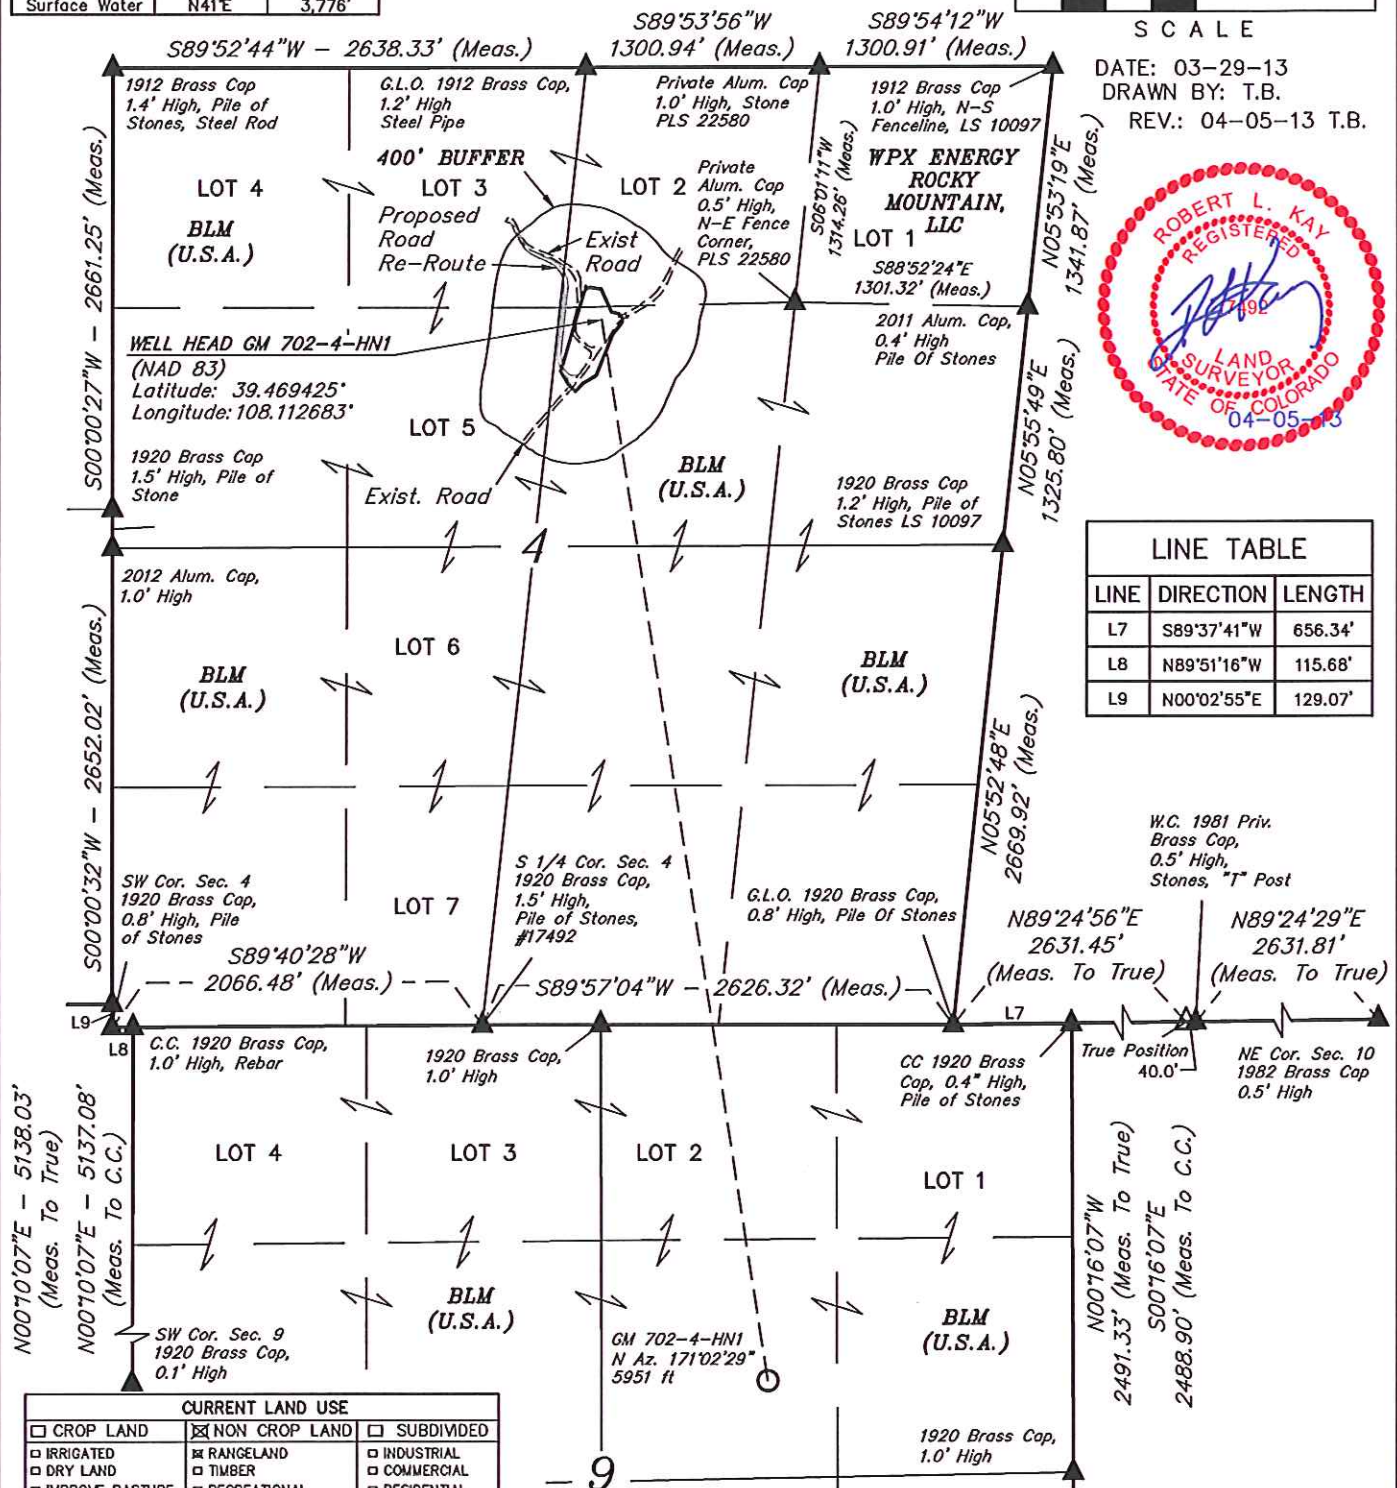 Surface Water N41°E 3,776'
S89°52'44"W – 2638.33' (Meas.)
S89°53'56"W
1300.94' (Meas.)
S89°54'12"W
1300.91' (Meas.)
SCALE
DATE: 03-29-13
DRAWN BY: T.B.
REV.: 04-05-13 T.B.
1912 Brass Cap
1.4' High, Pile of
Stones, Steel Rod
G.L.O. 1912 Brass Cap,
1.2' High
Steel Pipe
Private Alum. Cap
1.0' High, Stone
PLS 22580
1912 Brass Cap
1.0' High, N-S
Fenceline, LS 10097
S00°00'27"W – 2661.25' (Meas.)
LOT 4
BLM
(U.S.A.)
400' BUFFER
LOT 3
Proposed
Road
Re-Route
Exist
Road
LOT 2
Private
Alum. Cap
0.5' High,
N-E Fence
Corner,
PLS 22580
S06°01'11"W
1314.26' (Meas.)
WPX ENERGY
ROCKY
MOUNTAIN,
LLC
LOT 1
S88°52'24"E
1301.32' (Meas.)
N05°53'19"E
1341.87' (Meas.)
ROBERT L. KAY
REGISTERED
LAND
SURVEYOR
STATE OF COLORADO
04-05-13
2011 Alum. Cap,
0.4' High
Pile Of Stones
WELL HEAD GM 702-4-HN1
(NAD 83)
Latitude: 39.469425°
Longitude: 108.112683°
LOT 5
1920 Brass Cap
1.5' High, Pile of
Stone
Exist. Road
BLM
(U.S.A.)
1920 Brass Cap
1.2' High, Pile of
Stones LS 10097
N05°55'49"E
1325.80' (Meas.)
4
LINE TABLE
LINE DIRECTION LENGTH
L7 S89°37'41"W 656.34'
L8 N89°51'16"W 115.68'
L9 N00°02'55"E 129.07'
2012 Alum. Cap,
1.0' High
S00°00'32"W – 2652.02' (Meas.)
LOT 6
BLM
(U.S.A.)
BLM
(U.S.A.)
N05°52'48"E
2669.92' (Meas.)
SW Cor. Sec. 4
1920 Brass Cap,
0.8' High, Pile
of Stones
LOT 7
S 1/4 Cor. Sec. 4
1920 Brass Cap,
1.5' High,
Pile of Stones,
#17492
G.L.O. 1920 Brass Cap,
0.8' High, Pile Of Stones
W.C. 1981 Priv.
Brass Cap,
0.5' High,
Stones, "T" Post
N89°24'56"E
2631.45'
(Meas. To True)
N89°24'29"E
2631.81'
(Meas. To True)
S89°40'28"W
2066.48' (Meas.)
S89°57'04"W – 2626.32' (Meas.)
L9
L8
L7
C.C. 1920 Brass Cap,
1.0' High, Rebar
1920 Brass Cap,
1.0' High
CC 1920 Brass
Cap, 0.4" High,
Pile of Stones
True Position
40.0'
NE Cor. Sec. 10
1982 Brass Cap
0.5' High
N00°10'07"E – 5138.03'
(Meas. To True)
N00°10'07"E – 5137.08'
(Meas. To C.C.)
LOT 4
LOT 3
LOT 2
LOT 1
N00°16'07"W
2491.33' (Meas. To True)
S00°16'07"E
2488.90' (Meas. To C.C.)
BLM
(U.S.A.)
BLM
(U.S.A.)
SW Cor. Sec. 9
1920 Brass Cap,
0.1' High
GM 702-4-HN1
N Az. 171°02'29"
5951 ft
1920 Brass Cap,
1.0' High
9
CURRENT LAND USE
CROP LAND NON CROP LAND SUBDIVIDED
IRRIGATED RANGELAND INDUSTRIAL
DRY LAND TIMBER COMMERCIAL
IMPROVE PASTURE RECREATIONAL RESIDENTIAL